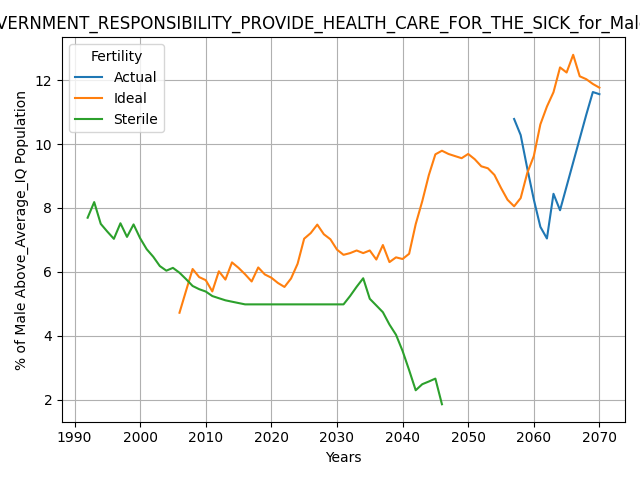 VERNMENT_RESPONSIBILITY_PROVIDE_HEALTH_CARE_FOR_THE_SICK_for_Mal
Fertility
Actual
Ideal
Sterile
% of Male Above_Average_IQ Population
12
10
8
6
4
2
1990 2000 2010 2020 2030 2040 2050 2060 2070
Years